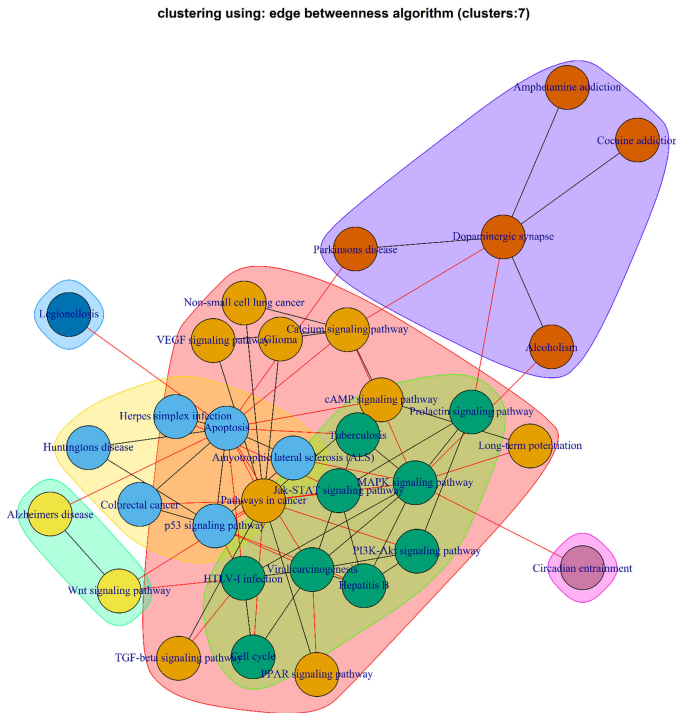 clustering using: edge betweenness algorithm (clusters:7)
Amphetamine addiction
Cocaine addiction
Dopaminergic synapse
Parkinsons disease
Non-small cell lung cancer
Legionellosis
Calcium signaling pathway
VEGF signaling pathway
Glioma
Alcoholism
cAMP signaling pathway
Prolactin signaling pathway
Herpes simplex infection
Apoptosis
Tuberculosis
Huntingtons disease
Long-term potentiation
Amyotrophic lateral sclerosis (ALS)
MAPK signaling pathway
Jak-STAT signaling pathway
Pathways in cancer
Colorectal cancer
Alzheimers disease
p53 signaling pathway
PI3K-Akt signaling pathway
Viral carcinogenesis
Circadian entrainment
HTLV-I infection
Hepatitis B
Wnt signaling pathway
TGF-beta signaling pathway
Cell cycle
PPAR signaling pathway